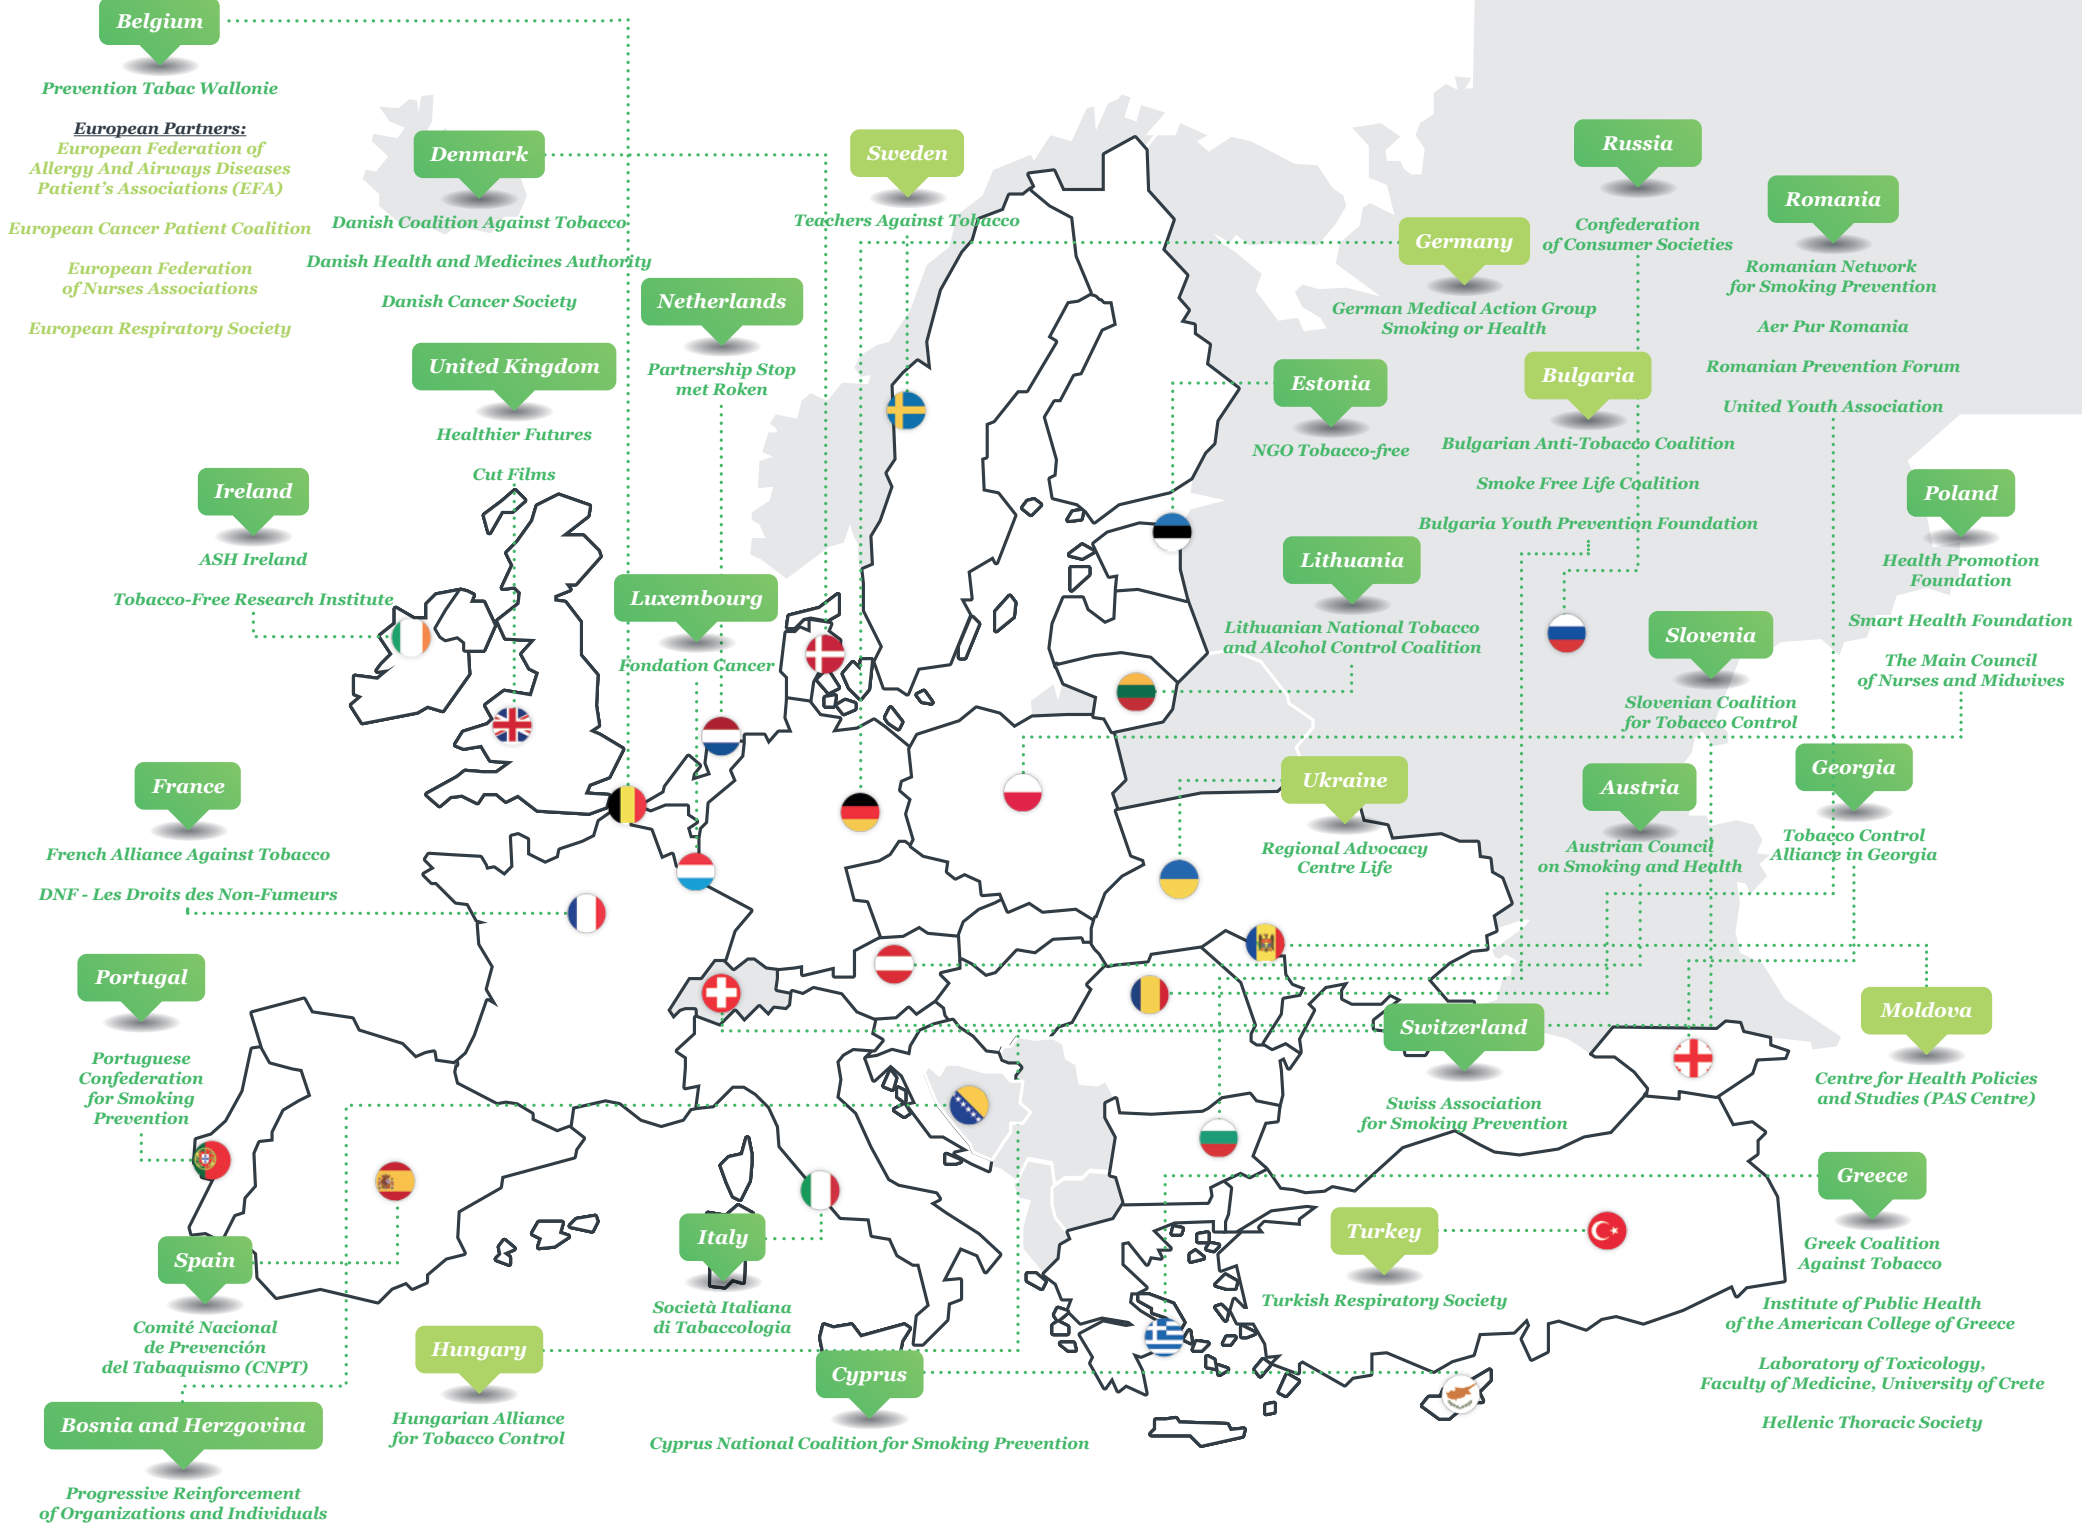 Belgium
Prevention Tabac Wallonie
European Partners:
European Federation of
Allergy And Airways Diseases
Patient's Associations (EFA)
European Cancer Patient Coalition
European Federation
of Nurses Associations
European Respiratory Society
Denmark
Danish Coalition Against Tobacco
Danish Health and Medicines Authority
Danish Cancer Society
Sweden
Teachers Against Tobacco
Germany
German Medical Action Group
Smoking or Health
Russia
Confederation
of Consumer Societies
Romania
Romanian Network
for Smoking Prevention
Aer Pur Romania
Romanian Prevention Forum
United Youth Association
Netherlands
Partnership Stop
met Roken
United Kingdom
Healthier Futures
Cut Films
Estonia
NGO Tobacco-free
Bulgaria
Bulgarian Anti-Tobacco Coalition
Smoke Free Life Coalition
Bulgaria Youth Prevention Foundation
Ireland
ASH Ireland
Tobacco-Free Research Institute
Poland
Health Promotion
Foundation
Smart Health Foundation
The Main Council
of Nurses and Midwives
Luxembourg
Fondation Cancer
Lithuania
Lithuanian National Tobacco
and Alcohol Control Coalition
Slovenia
Slovenian Coalition
for Tobacco Control
France
French Alliance Against Tobacco
DNF - Les Droits des Non-Fumeurs
Ukraine
Regional Advocacy
Centre Life
Austria
Austrian Council
on Smoking and Health
Georgia
Tobacco Control
Alliance in Georgia
Portugal
Portuguese
Confederation
for Smoking
Prevention
Switzerland
Swiss Association
for Smoking Prevention
Moldova
Centre for Health Policies
and Studies (PAS Centre)
Spain
Comité Nacional
de Prevención
del Tabaquismo (CNPT)
Italy
Società Italiana
di Tabaccologia
Turkey
Turkish Respiratory Society
Greece
Greek Coalition
Against Tobacco
Institute of Public Health
of the American College of Greece
Laboratory of Toxicology,
Faculty of Medicine, University of Crete
Hellenic Thoracic Society
Hungary
Hungarian Alliance
for Tobacco Control
Cyprus
Cyprus National Coalition for Smoking Prevention
Bosnia and Herzgovina
Progressive Reinforcement
of Organizations and Individuals